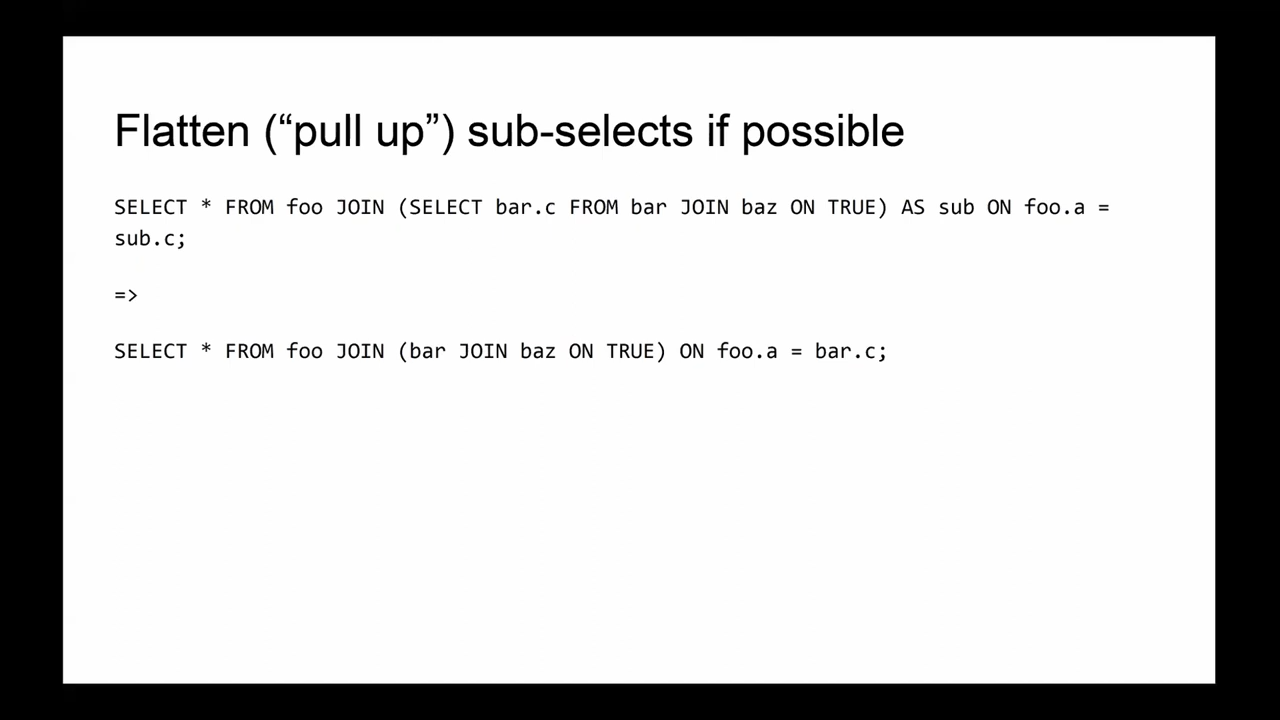 Flatten (“pull up”) sub-selects if possible
SELECT * FROM foo JOIN (SELECT bar.c FROM bar JOIN baz ON TRUE) AS sub ON foo.a =
sub.c;
=>
SELECT * FROM foo JOIN (bar JOIN baz ON TRUE) ON foo.a = bar.c;